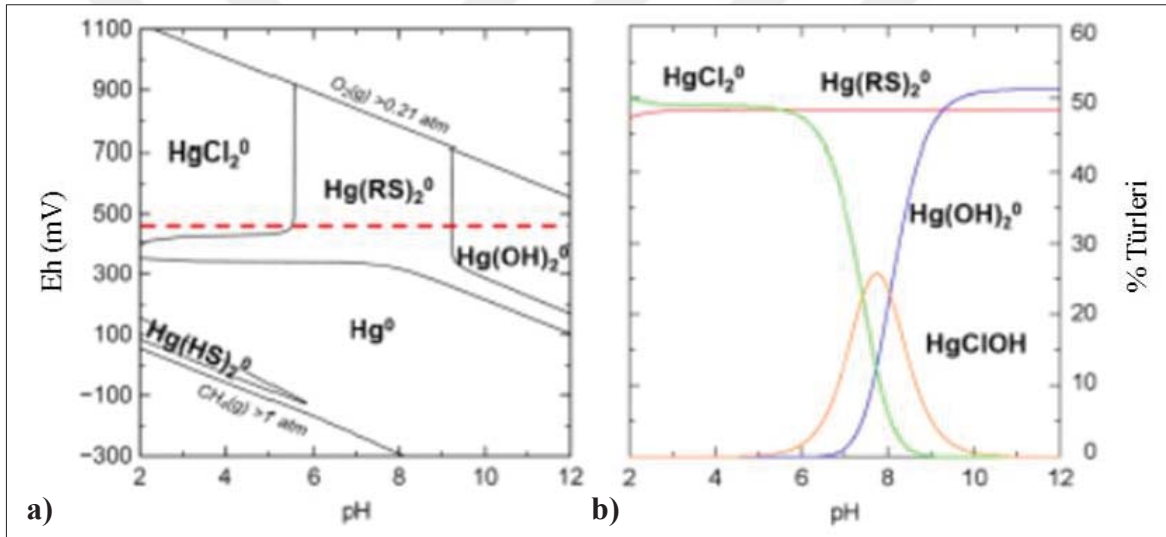 1100
900
700
500
300
100
−100
−300
Eh (mV)
2
4
6
8
10
12
pH
a)
O₂(g) >0.21 atm
HgCl₂⁰
Hg(RS)₂⁰
Hg(OH)₂⁰
Hg⁰
Hg(HS)₂⁰
CH₄(g) >1 atm
60
50
40
30
20
10
0
% Türleri
2
4
6
8
10
12
pH
b)
HgCl₂⁰
Hg(RS)₂⁰
Hg(OH)₂⁰
HgClOH